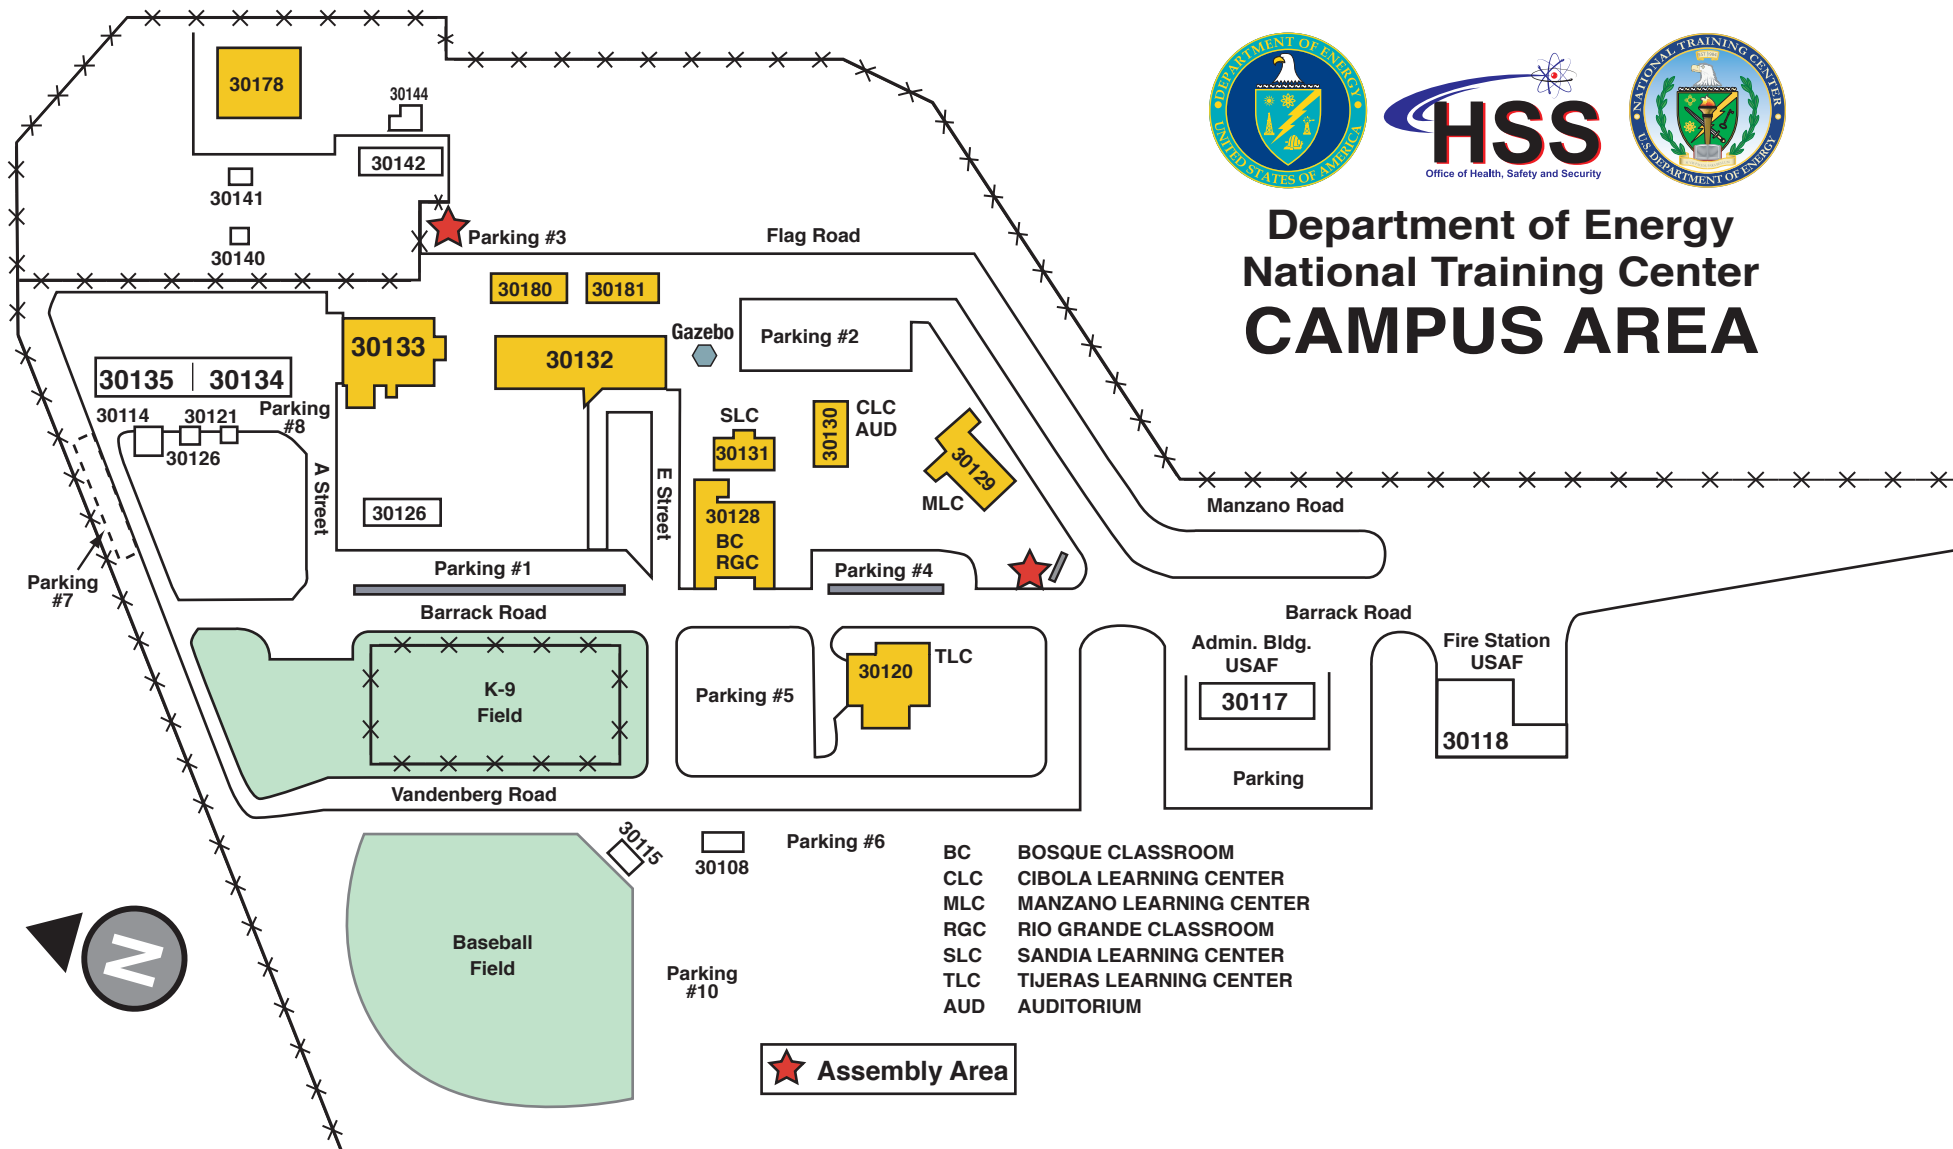 30178
30144
30142
30141
30140
Parking #3
Flag Road
DEPARTMENT OF ENERGY
UNITED STATES OF AMERICA
HSS
Office of Health, Safety and Security
NATIONAL TRAINING CENTER
U.S. DEPARTMENT OF ENERGY
Department of Energy
National Training Center
CAMPUS AREA
30180
30181
30133
30132
Gazebo
Parking #2
30135
30134
30114
30121
30126
Parking
#8
A Street
30126
E Street
SLC
30131
30130
CLC
AUD
30129
MLC
30128
BC
RGC
Manzano Road
Parking
#7
Parking #1
Parking #4
Barrack Road
Barrack Road
K-9
Field
Parking #5
30120
TLC
Admin. Bldg.
USAF
30117
Parking
Fire Station
USAF
30118
Vandenberg Road
30115
30108
Parking #6
Baseball
Field
Parking
#10
BC BOSQUE CLASSROOM
CLC CIBOLA LEARNING CENTER
MLC MANZANO LEARNING CENTER
RGC RIO GRANDE CLASSROOM
SLC SANDIA LEARNING CENTER
TLC TIJERAS LEARNING CENTER
AUD AUDITORIUM
N
Assembly Area